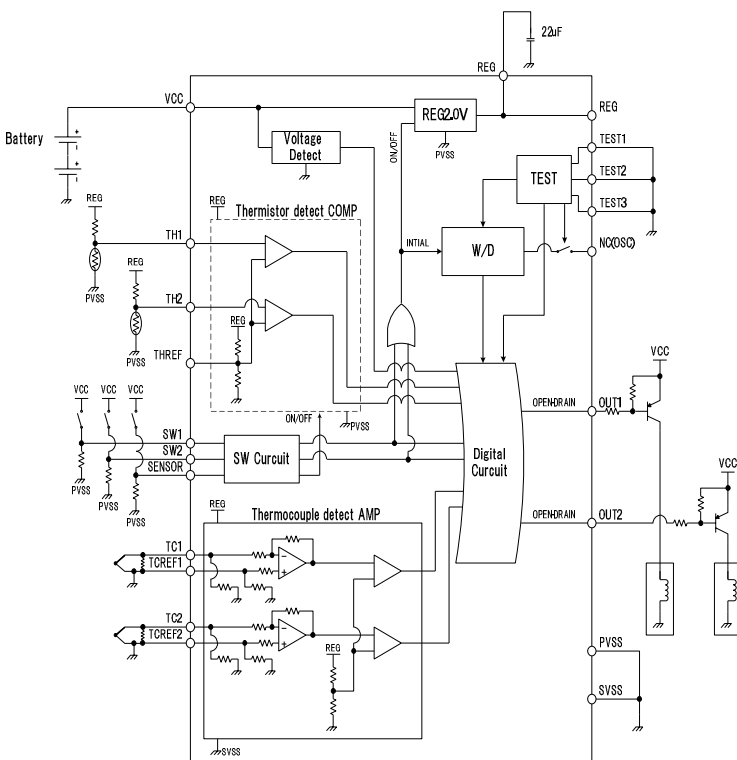 22uF
REG
VCC
REG2.0V
REG
Battery
+
-
+
-
Voltage
Detect
ON/OFF
PVSS
TEST1
TEST
TEST2
TEST3
REG
REG
Thermistor detect COMP
TH1
INTIAL
W/D
NC(OSC)
PVSS
REG
TH2
REG
PVSS
THREF
VCC
VCC
VCC
VCC
ON/OFF
PVSS
OPEN-DRAIN
OUT1
SW1
SW2
SENSOR
SW Curcuit
Digital
Curcuit
VCC
PVSS
PVSS
PVSS
REG
Thermocouple detect AMP
OPEN-DRAIN
OUT2
TC1
TCREF1
-
+
TC2
TCREF2
-
+
REG
PVSS
SVSS
SVSS